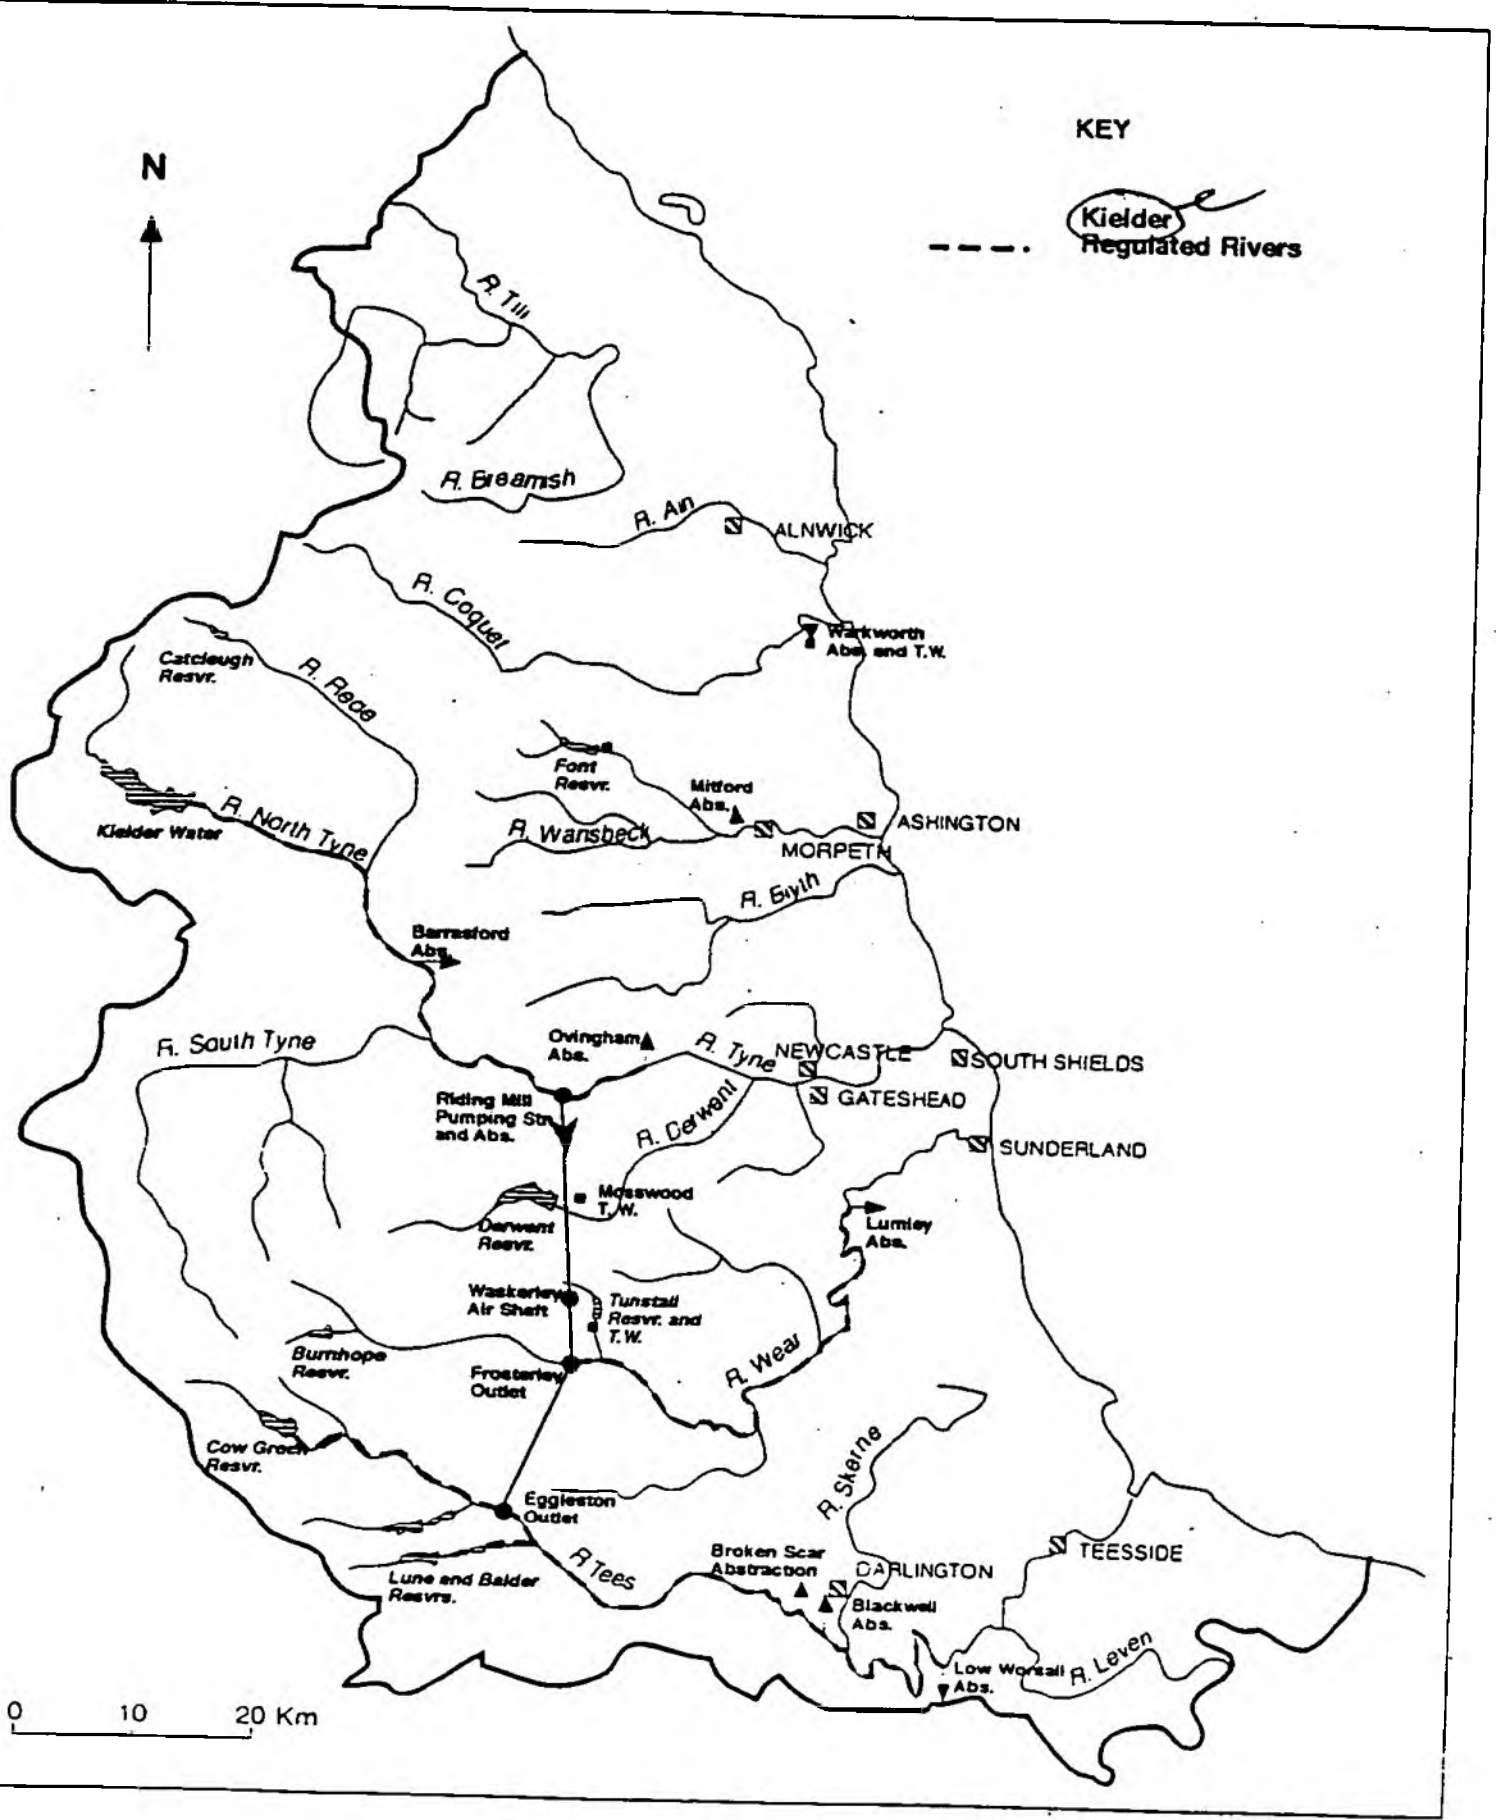 KEY
N
Kielder
Regulated Rivers
R. Till
R. Breamish
R. Aln
ALNWICK
R. Coquet
Warkworth
Abs. and T.W.
Catcleugh
Resvr.
R. Rede
Font
Resvr.
Mitford
Abs.
Kielder Water
R. North Tyne
R. Wansbeck
ASHINGTON
MORPETH
R. Blyth
Barrasford
Abs.
R. South Tyne
Ovingham
Abs.
R. Tyne
NEWCASTLE
SOUTH SHIELDS
GATESHEAD
Riding Mill
Pumping Stn
and Abs.
R. Derwent
SUNDERLAND
Mosswood
T.W.
Derwent
Resvr.
Lumley
Abs.
Waskerley
Air Shaft
Tunstall
Resvr. and
T.W.
Burnhope
Resvr.
Frosterley
Outlet
R. Wear
Cow Green
Resvr.
R. Skerne
Eggleston
Outlet
R Tees
Broken Scar
Abstraction
DARLINGTON
TEESSIDE
Lune and Balder
Resvrs.
Blackwell
Abs.
Low Worsall
Abs.
R. Leven
0 10 20 Km